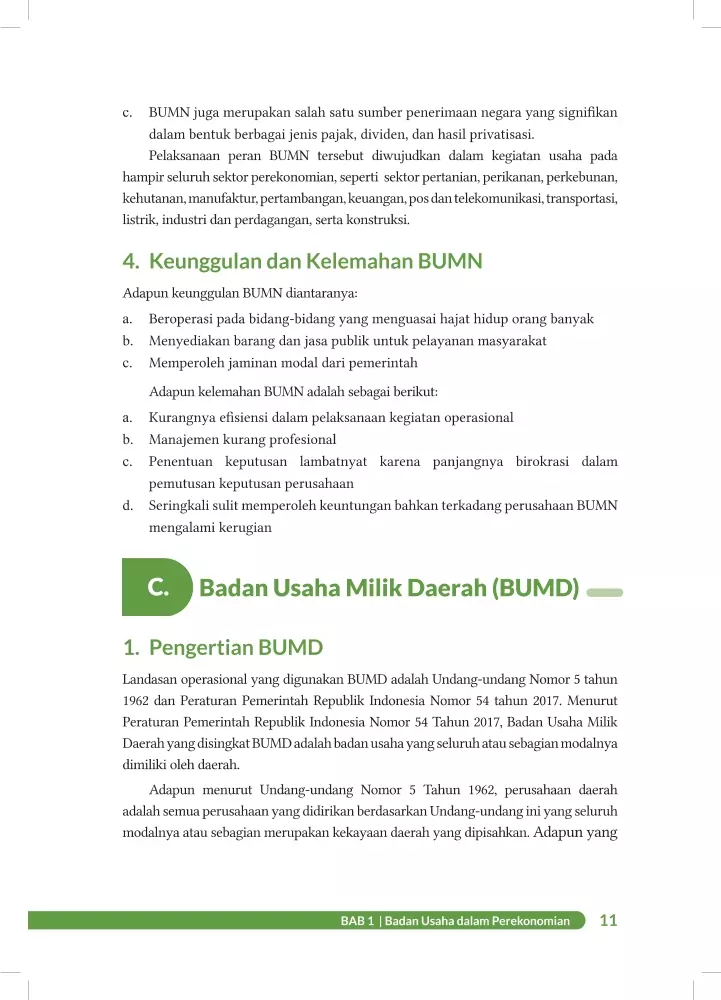 c. BUMN juga merupakan salah satu sumber penerimaan negara yang signifikan
dalam bentuk berbagai jenis pajak, dividen, dan hasil privatisasi.
Pelaksanaan peran BUMN tersebut diwujudkan dalam kegiatan usaha pada
hampir seluruh sektor perekonomian, seperti sektor pertanian, perikanan, perkebunan,
kehutanan, manufaktur, pertambangan, keuangan, pos dan telekomunikasi, transportasi,
listrik, industri dan perdagangan, serta konstruksi.
4. Keunggulan dan Kelemahan BUMN
Adapun keunggulan BUMN diantaranya:
a. Beroperasi pada bidang-bidang yang menguasai hajat hidup orang banyak
b. Menyediakan barang dan jasa publik untuk pelayanan masyarakat
c. Memperoleh jaminan modal dari pemerintah
Adapun kelemahan BUMN adalah sebagai berikut:
a. Kurangnya efisiensi dalam pelaksanaan kegiatan operasional
b. Manajemen kurang profesional
c. Penentuan keputusan lambatnyat karena panjangnya birokrasi dalam
pemutusan keputusan perusahaan
d. Seringkali sulit memperoleh keuntungan bahkan terkadang perusahaan BUMN
mengalami kerugian
C. Badan Usaha Milik Daerah (BUMD)
1. Pengertian BUMD
Landasan operasional yang digunakan BUMD adalah Undang-undang Nomor 5 tahun
1962 dan Peraturan Pemerintah Republik Indonesia Nomor 54 tahun 2017. Menurut
Peraturan Pemerintah Republik Indonesia Nomor 54 Tahun 2017, Badan Usaha Milik
Daerah yang disingkat BUMD adalah badan usaha yang seluruh atau sebagian modalnya
dimiliki oleh daerah.
Adapun menurut Undang-undang Nomor 5 Tahun 1962, perusahaan daerah
adalah semua perusahaan yang didirikan berdasarkan Undang-undang ini yang seluruh
modalnya atau sebagian merupakan kekayaan daerah yang dipisahkan. Adapun yang
BAB 1 | Badan Usaha dalam Perekonomian 11